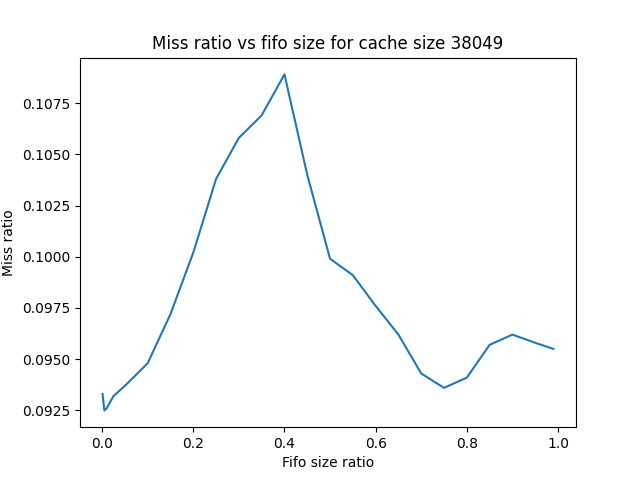 Miss ratio vs fifo size for cache size 38049
0.1075
0.1050
0.1025
0.1000
0.0975
0.0950
0.0925
Miss ratio
0.0 0.2 0.4 0.6 0.8 1.0
Fifo size ratio